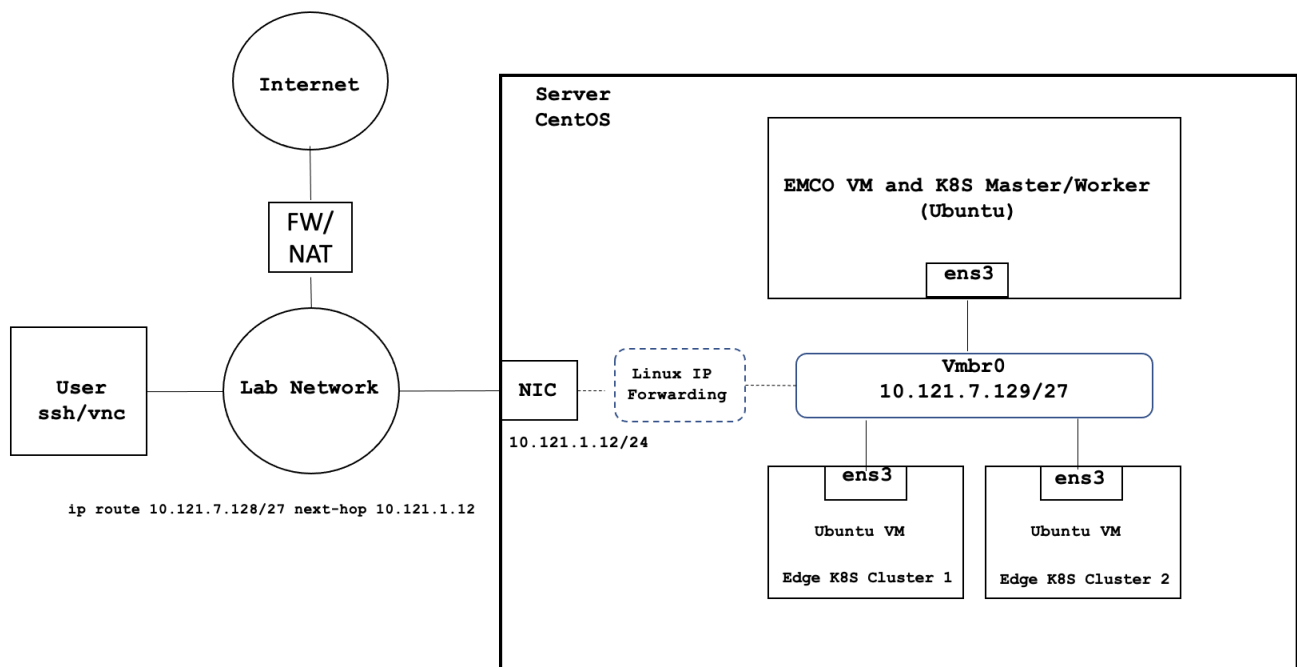 Internet
FW/
NAT
User
ssh/vnc
Lab Network
ip route 10.121.7.128/27 next-hop 10.121.1.12
Server
CentOS
EMCO VM and K8S Master/Worker
(Ubuntu)
ens3
NIC
10.121.1.12/24
Linux IP
Forwarding
Vmbr0
10.121.7.129/27
ens3
Ubuntu VM
Edge K8S Cluster 1
ens3
Ubuntu VM
Edge K8S Cluster 2